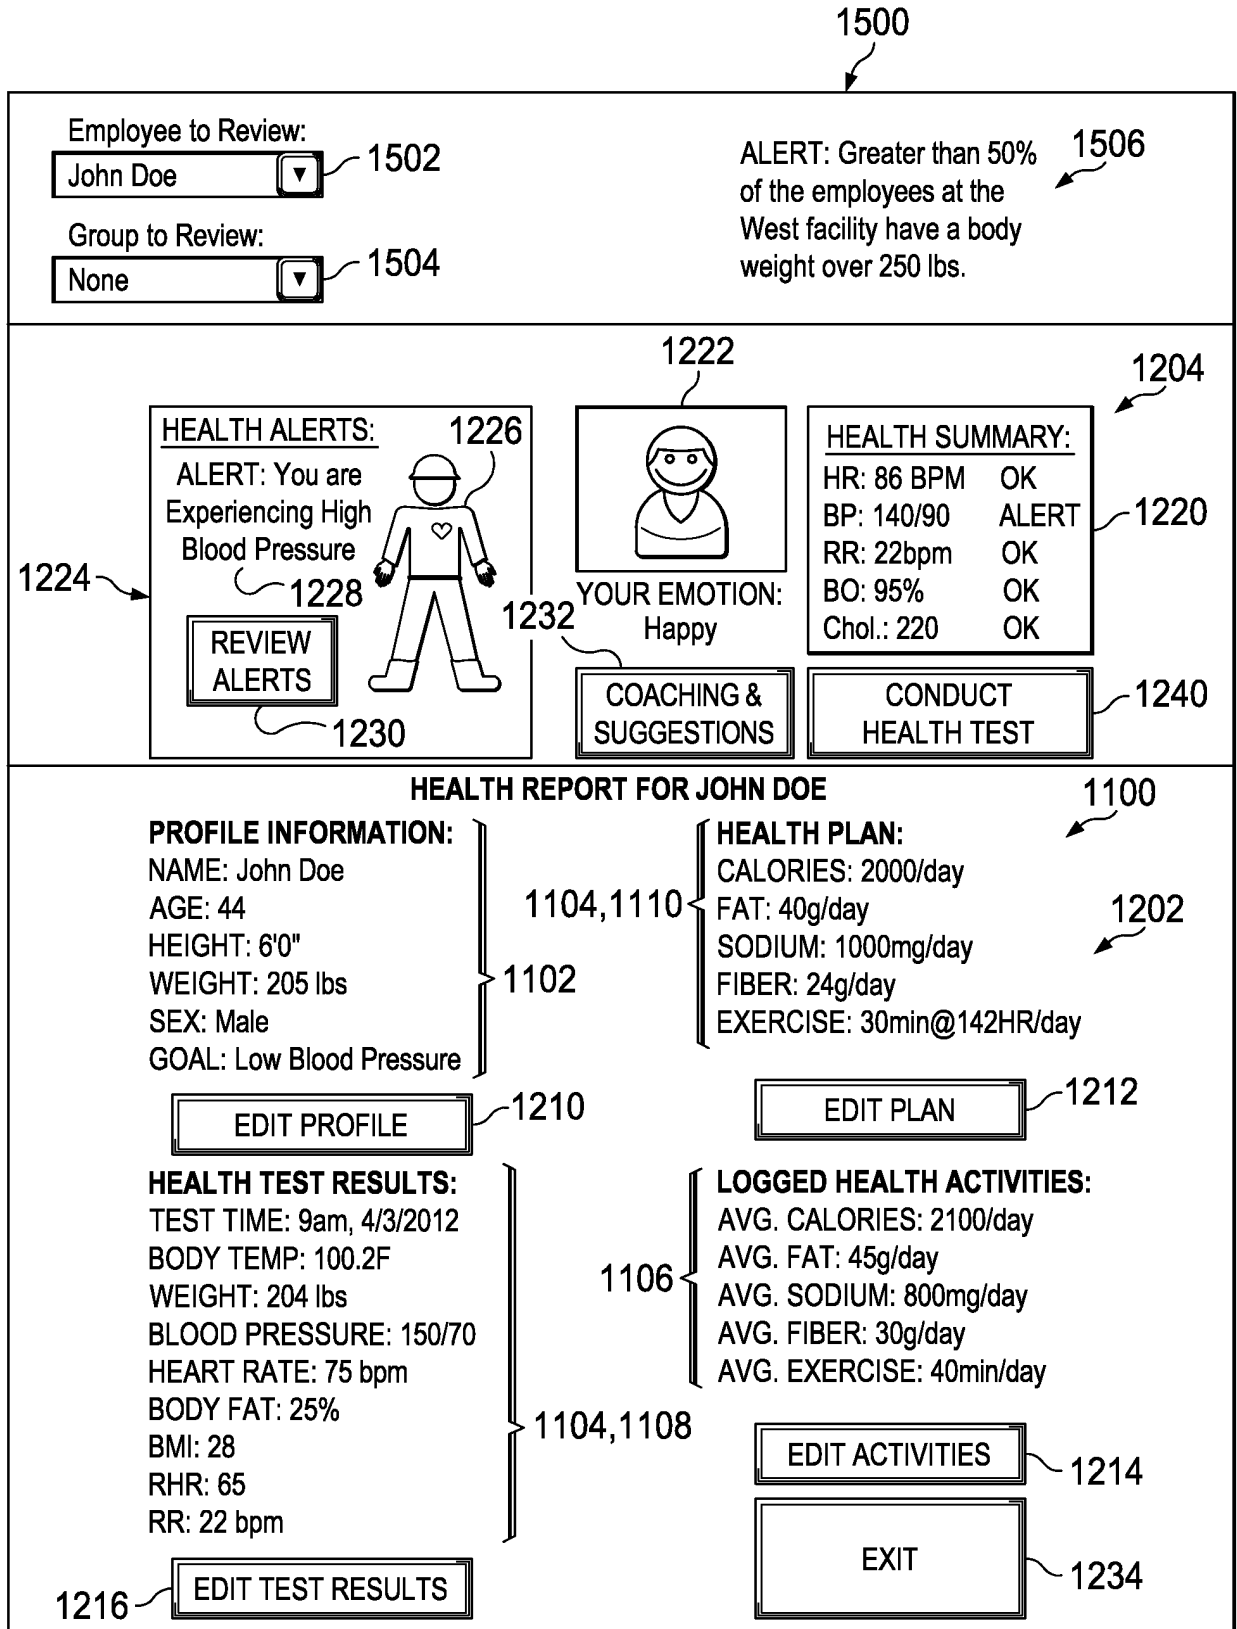 1500
Employee to Review:
John Doe
1502
Group to Review:
None
1504
ALERT: Greater than 50%
of the employees at the
West facility have a body
weight over 250 lbs.
1506
1204
HEALTH ALERTS:
ALERT: You are
Experiencing High
Blood Pressure
1224
1226
1228
REVIEW
ALERTS
1230
1222
YOUR EMOTION:
Happy
1232
COACHING &
SUGGESTIONS
HEALTH SUMMARY:
HR: 86 BPM OK
BP: 140/90 ALERT
RR: 22bpm OK
BO: 95% OK
Chol.: 220 OK
1220
CONDUCT
HEALTH TEST
1240
HEALTH REPORT FOR JOHN DOE
1100
1202
PROFILE INFORMATION:
NAME: John Doe
AGE: 44
HEIGHT: 6'0"
WEIGHT: 205 lbs
SEX: Male
GOAL: Low Blood Pressure
1102
EDIT PROFILE
1210
HEALTH PLAN:
CALORIES: 2000/day
FAT: 40g/day
SODIUM: 1000mg/day
FIBER: 24g/day
EXERCISE: 30min@142HR/day
1104,1110
EDIT PLAN
1212
HEALTH TEST RESULTS:
TEST TIME: 9am, 4/3/2012
BODY TEMP: 100.2F
WEIGHT: 204 lbs
BLOOD PRESSURE: 150/70
HEART RATE: 75 bpm
BODY FAT: 25%
BMI: 28
RHR: 65
RR: 22 bpm
1104,1108
EDIT TEST RESULTS
1216
LOGGED HEALTH ACTIVITIES:
AVG. CALORIES: 2100/day
AVG. FAT: 45g/day
AVG. SODIUM: 800mg/day
AVG. FIBER: 30g/day
AVG. EXERCISE: 40min/day
1106
EDIT ACTIVITIES
1214
EXIT
1234